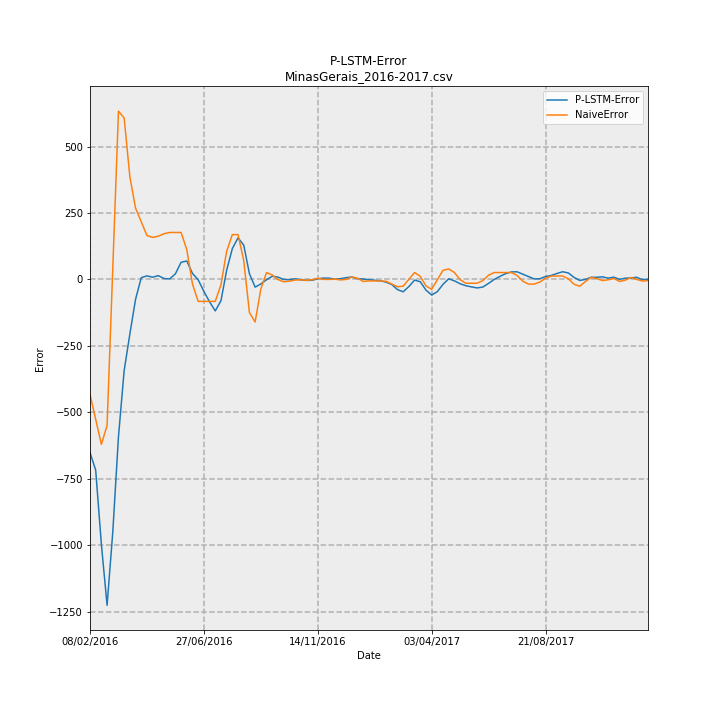 P-LSTM-Error
MinasGerais_2016-2017.csv
P-LSTM-Error
NaiveError
500
250
0
−250
−500
−750
−1000
−1250
Error
08/02/2016
27/06/2016
14/11/2016
03/04/2017
21/08/2017
Date